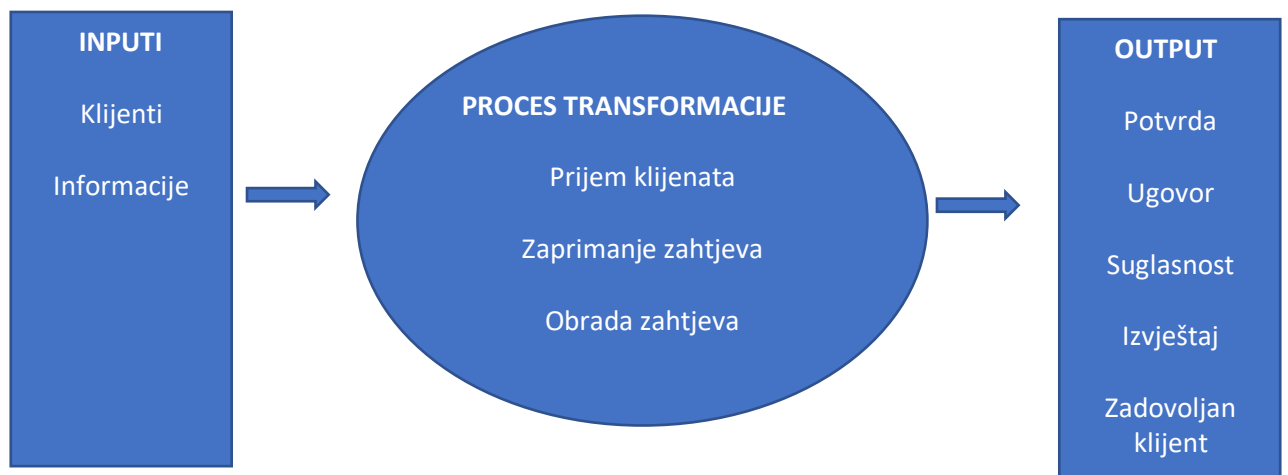 INPUTI
Klijenti
Informacije
PROCES TRANSFORMACIJE
Prijem klijenata
Zaprimanje zahtjeva
Obrada zahtjeva
OUTPUT
Potvrda
Ugovor
Suglasnost
Izvještaj
Zadovoljan
klijent